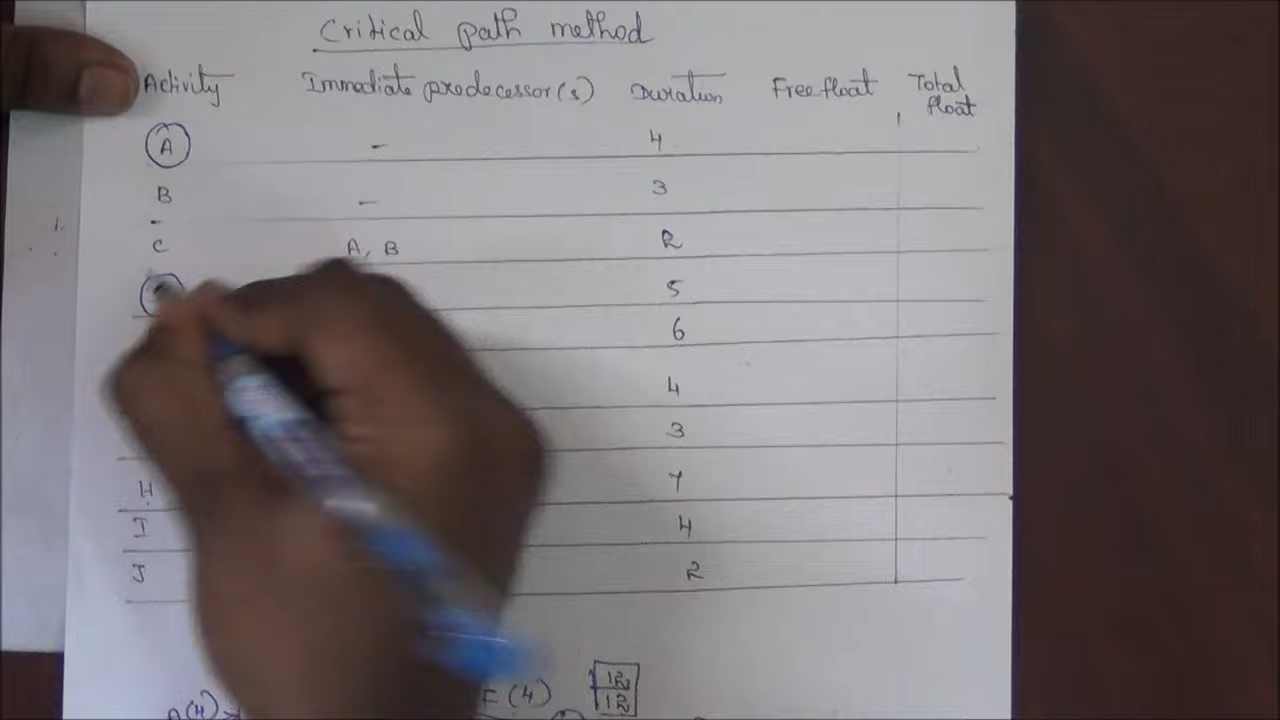 Critical path method
Activity Immediate predecessor(s) Duration Free float Total float
A - 4
B - 3
C A, B 2
5
6
4
3
H 7
I 4
J 2
A(4) F(4) 12
12